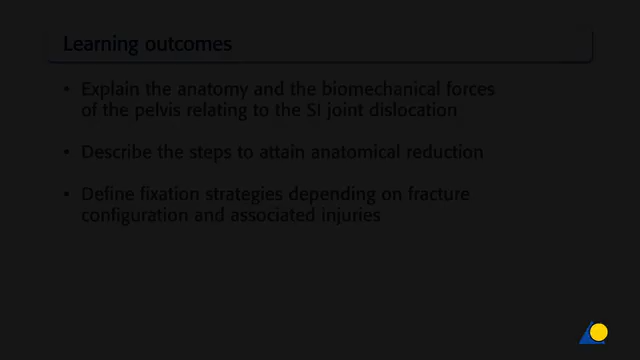 Learning outcomes
• Explain the anatomy and the biomechanical forces
of the pelvis relating to the SI joint dislocation
• Describe the steps to attain anatomical reduction
• Define fixation strategies depending on fracture
configuration and associated injuries